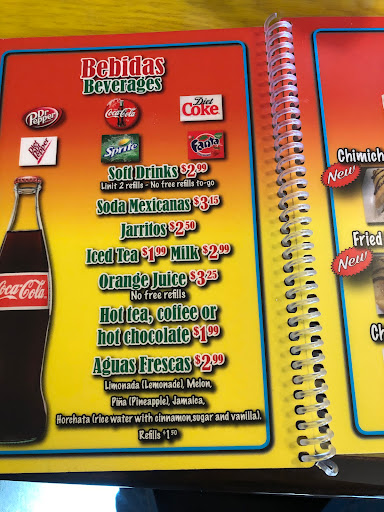 Bebidas
Beverages
Dr Pepper
Coca-Cola
Diet
Coke
Sprite
Fanta
Soft Drinks $2.99
Limit 2 refills - No free refills to-go
Soda Mexicanas $3.15
Jarritos $2.50
Iced Tea $1.99 Milk $2.99
Orange Juice $3.25
No free refills
Hot tea, coffee or
hot chocolate $1.99
Aguas Frescas $2.99
Limonada (Lemonade), Melon,
Piña (Pineapple), Jamaica,
Horchata (rice water with cinnamon,sugar and vanilla).
Refills $1.50
Coca-Cola
Chimich
New!
Fried
New!
Ch